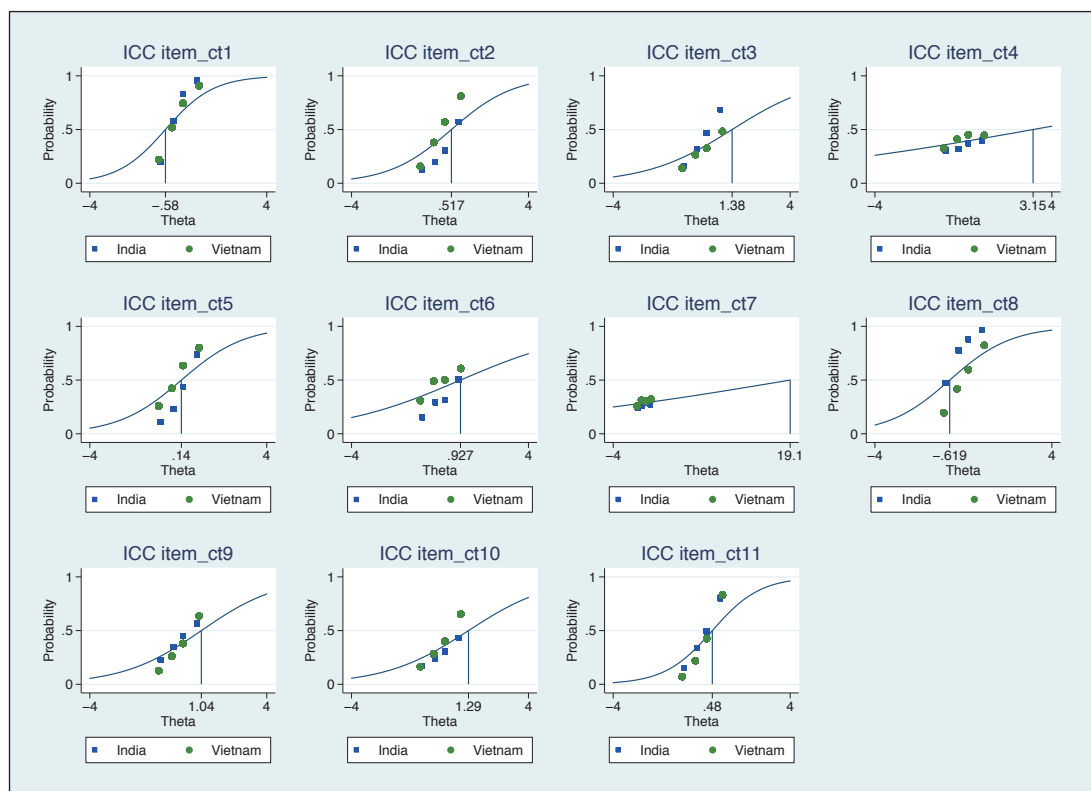 ICC item_ct1
Probability
1
.5
0
−4
−.58
4
Theta
India
Vietnam
ICC item_ct2
Probability
1
.5
0
−4
.517
4
Theta
India
Vietnam
ICC item_ct3
Probability
1
.5
0
−4
1.38
4
Theta
India
Vietnam
ICC item_ct4
Probability
1
.5
0
−4
3.15
4
Theta
India
Vietnam
ICC item_ct5
Probability
1
.5
0
−4
.14
4
Theta
India
Vietnam
ICC item_ct6
Probability
1
.5
0
−4
.927
4
Theta
India
Vietnam
ICC item_ct7
Probability
1
.5
0
−4
19.1
Theta
India
Vietnam
ICC item_ct8
Probability
1
.5
0
−4
−.619
4
Theta
India
Vietnam
ICC item_ct9
Probability
1
.5
0
−4
1.04
4
Theta
India
Vietnam
ICC item_ct10
Probability
1
.5
0
−4
1.29
4
Theta
India
Vietnam
ICC item_ct11
Probability
1
.5
0
−4
.48
4
Theta
India
Vietnam